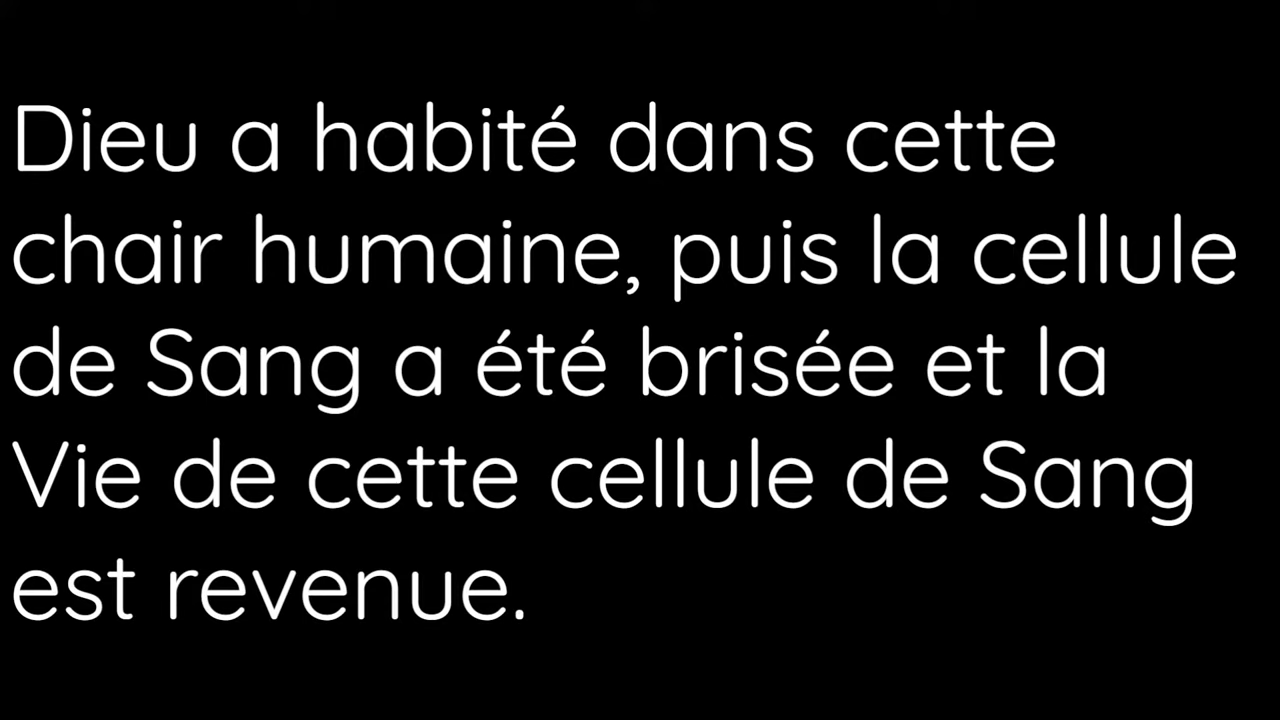 Dieu a habité dans cette
chair humaine, puis la cellule
de Sang a été brisée et la
Vie de cette cellule de Sang
est revenue.